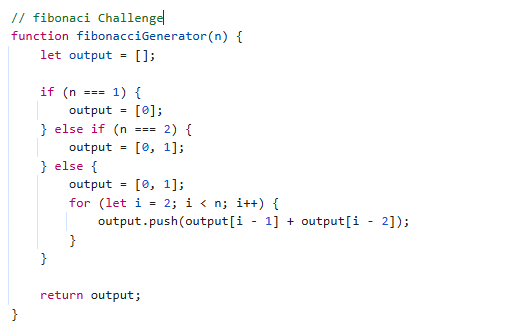 // fibonaci Challenge
function fibonacciGenerator(n) {
    let output = [];

    if (n === 1) {
        output = [0];
    } else if (n === 2) {
        output = [0, 1];
    } else {
        output = [0, 1];
        for (let i = 2; i < n; i++) {
            output.push(output[i - 1] + output[i - 2]);
        }
    }

    return output;
}